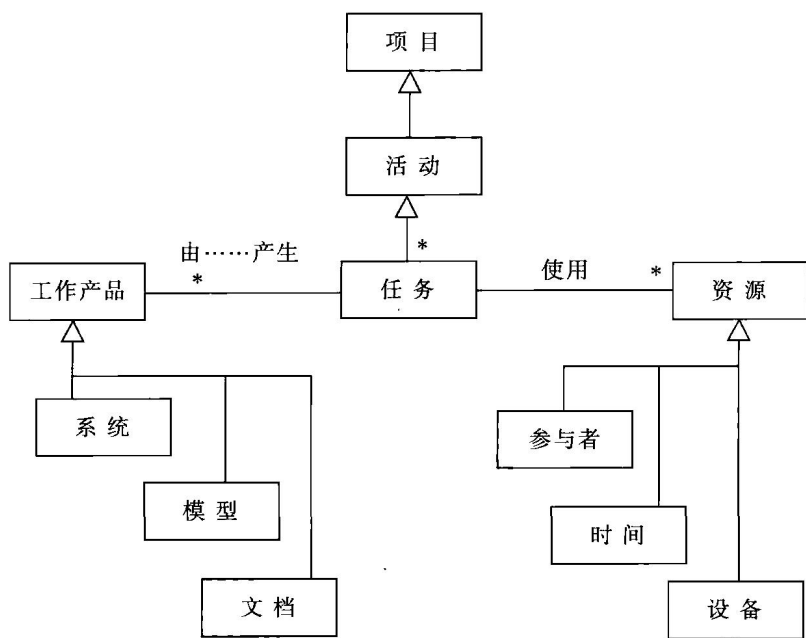 项目
活动
*
由……产生
*
使用
*
工作产品
任务
资源
系统
参与者
模型
时间
文档
设备